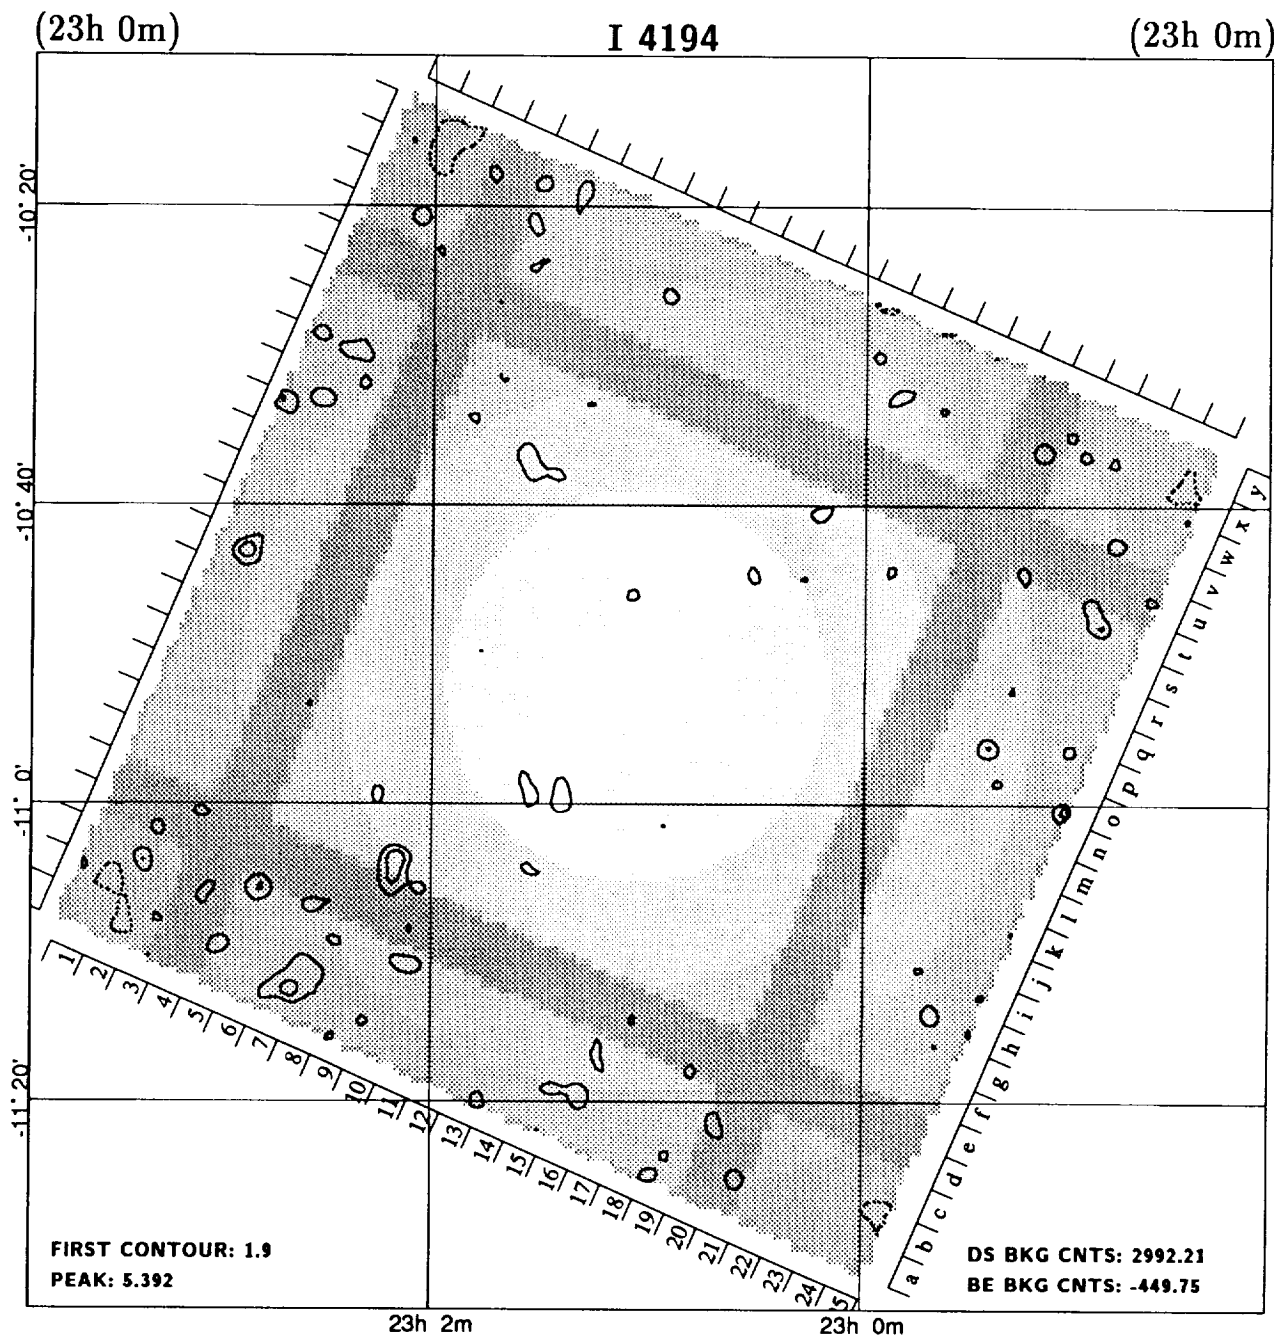 (23h 0m) I 4194 (23h 0m)
-10° 20'
-10° 40'
-11° 0'
-11° 20'
y
x
w
v
u
t
s
r
q
p
o
n
m
l
k
j
i
h
g
f
e
d
c
b
a
1 2 3 4 5 6 7 8 9 10 11 12 13 14 15 16 17 18 19 20 21 22 23 24
FIRST CONTOUR: 1.9
PEAK: 5.392
DS BKG CNTS: 2992.21
BE BKG CNTS: -449.75
23h 2m 23h 0m